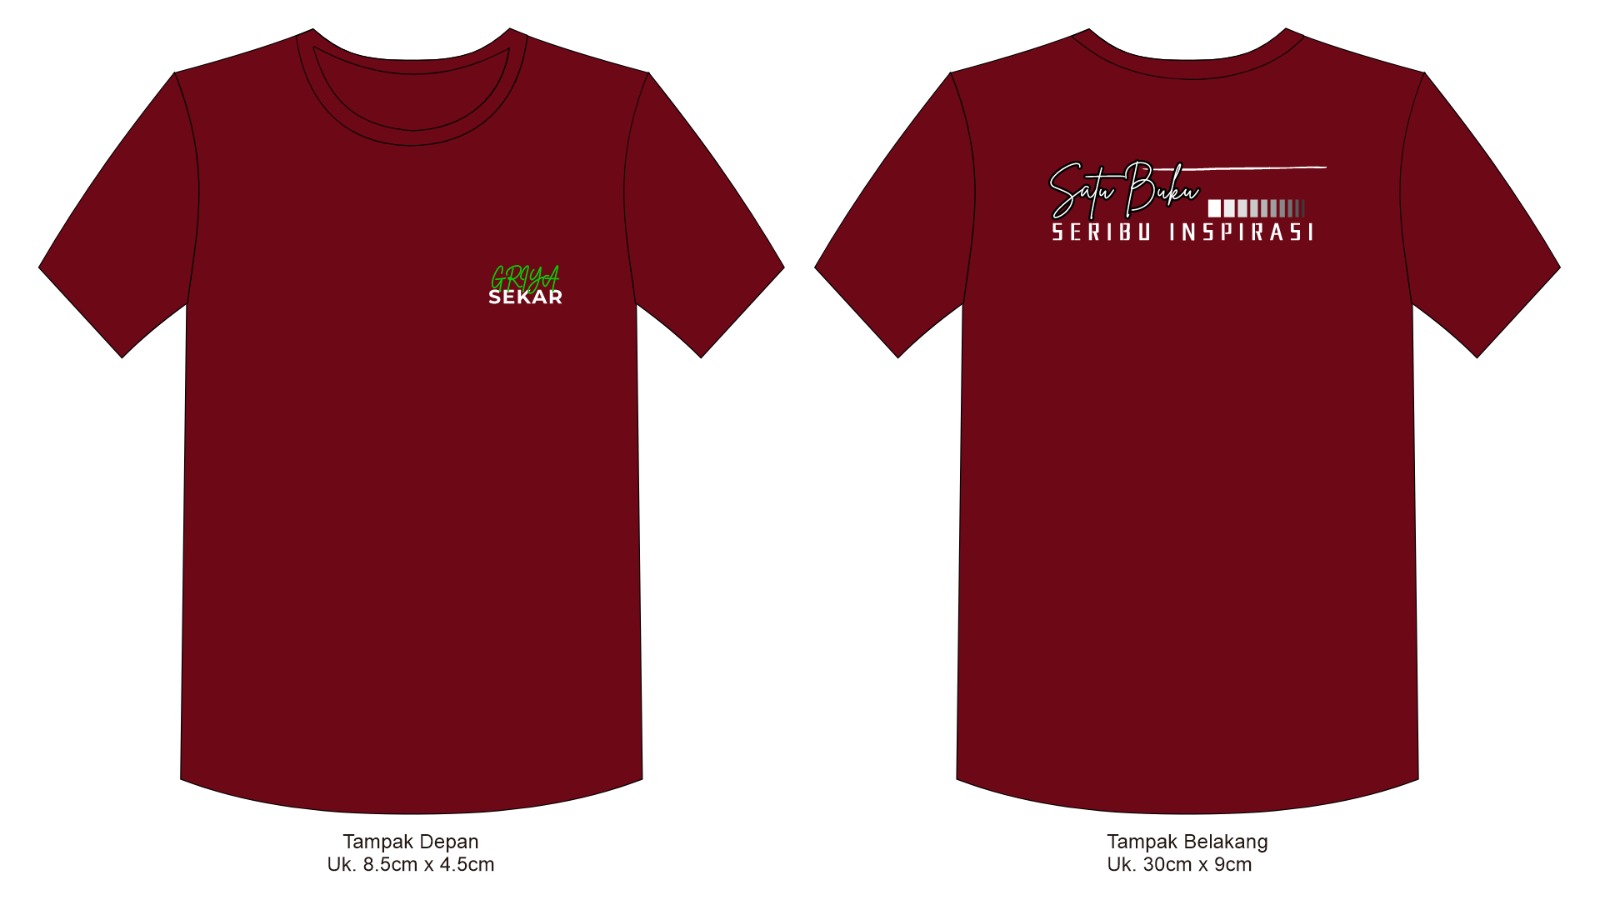 GRIYA
SEKAR
Satu Buku
SERIBU INSPIRASI
Tampak Depan
Uk. 8.5cm x 4.5cm
Tampak Belakang
Uk. 30cm x 9cm